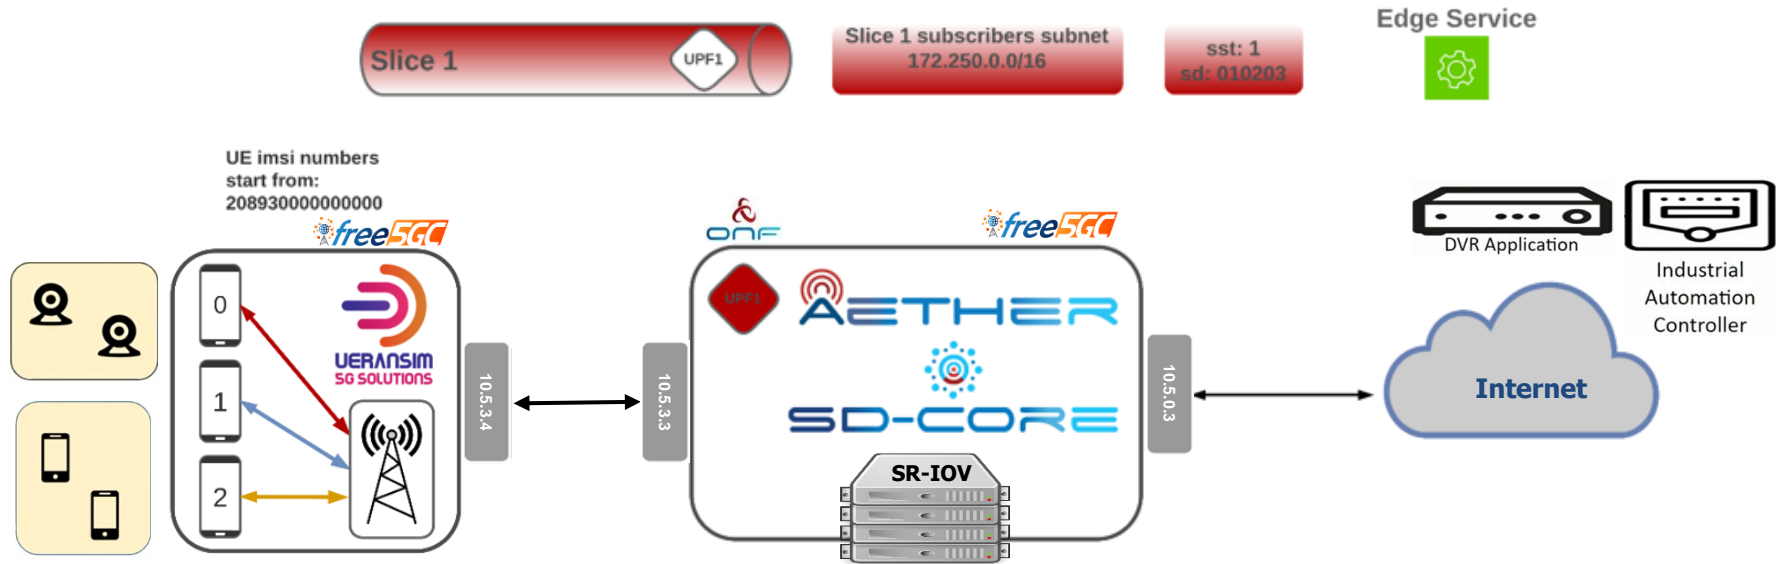 Slice 1
UPF1
Slice 1 subscribers subnet
172.250.0.0/16
sst: 1
sd: 010203
Edge Service
UE imsi numbers
start from:
208930000000000
free5GC
0
1
2
UERANSIM
5G SOLUTIONS
10.5.3.4
10.5.3.3
ONF
free5GC
UPF1
AETHER
SD-CORE
SR-IOV
10.5.0.3
DVR Application
Industrial
Automation
Controller
Internet